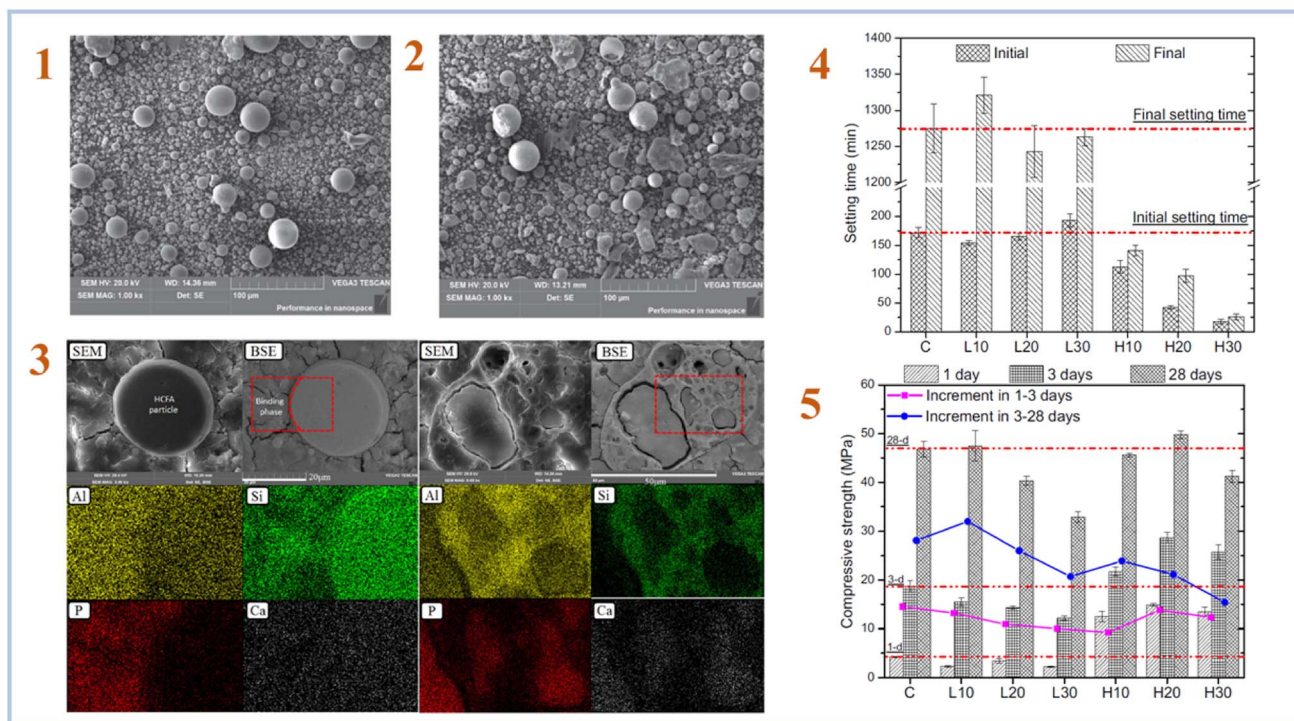 1
SEM HV: 20.0 kV WD: 14.36 mm VEGA3 TESCAN
SEM MAG: 1.00 kx Det: SE 100 µm
Performance in nanospace
2
SEM HV: 20.0 kV WD: 13.21 mm VEGA3 TESCAN
SEM MAG: 1.00 kx Det: SE 100 µm
Performance in nanospace
3
SEM BSE SEM BSE
HCFA
particle
Binding
phase
20µm 50µm
Al Si Al Si
P Ca P Ca
4
Setting time (min)
1400
1350
1300
1250
1200
200
150
100
50
0
Initial Final
Final setting time
Initial setting time
C L10 L20 L30 H10 H20 H30
5
1 day 3 days 28 days
Increment in 1-3 days
Increment in 3-28 days
Compressive strength (MPa)
60
50
40
30
20
10
0
28-d
3-d
1-d
C L10 L20 L30 H10 H20 H30